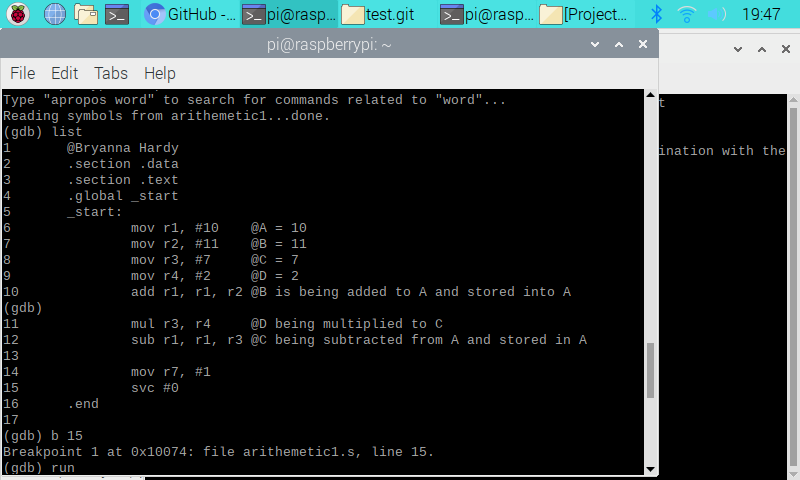 GitHub -... pi@rasp... test.git pi@rasp... [Project... 19:47
pi@raspberrypi: ~
File Edit Tabs Help
Type "apropos word" to search for commands related to "word"...
Reading symbols from arithemetic1...done.
(gdb) list
1 @Bryanna Hardy
2 .section .data
3 .section .text
4 .global _start
5 _start:
6 mov r1, #10 @A = 10
7 mov r2, #11 @B = 11
8 mov r3, #7 @C = 7
9 mov r4, #2 @D = 2
10 add r1, r1, r2 @B is being added to A and stored into A
(gdb)
11 mul r3, r4 @D being multiplied to C
12 sub r1, r1, r3 @C being subtracted from A and stored in A
13
14 mov r7, #1
15 svc #0
16 .end
17
(gdb) b 15
Breakpoint 1 at 0x10074: file arithemetic1.s, line 15.
(gdb) run
t
ination with the